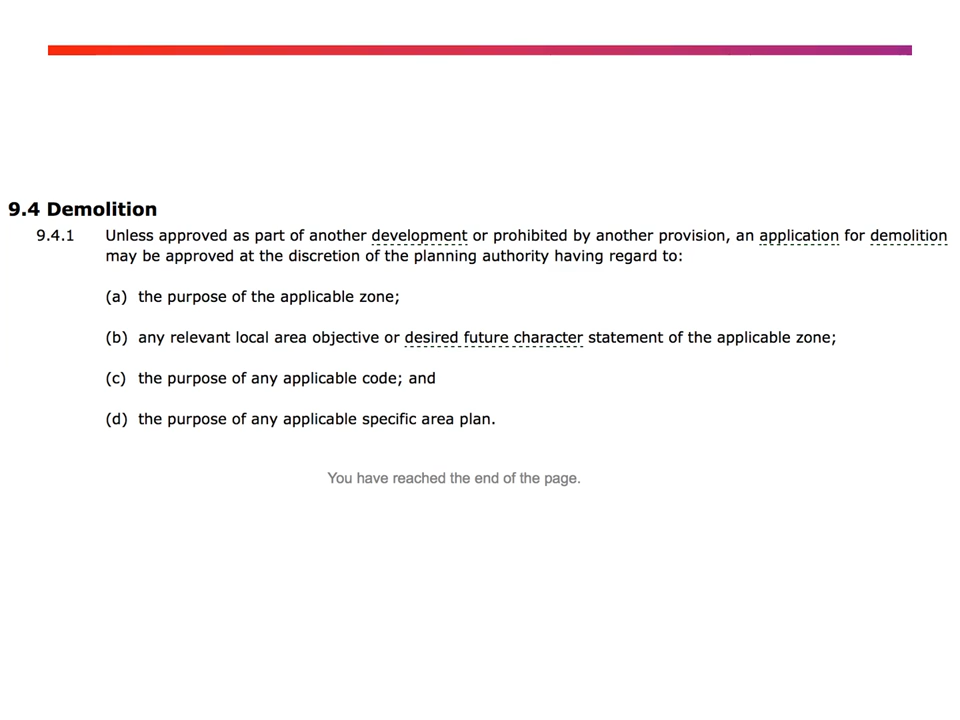 9.4 Demolition
9.4.1 Unless approved as part of another development or prohibited by another provision, an application for demolition
may be approved at the discretion of the planning authority having regard to:
(a) the purpose of the applicable zone;
(b) any relevant local area objective or desired future character statement of the applicable zone;
(c) the purpose of any applicable code; and
(d) the purpose of any applicable specific area plan.
You have reached the end of the page.